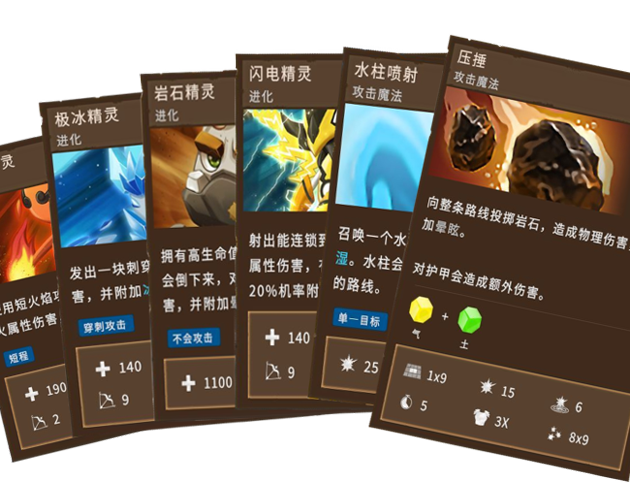 灵
用短火焰攻
火属性伤害
短程
190
2
极冰精灵
进化
发出一块刺穿
害，并附加冰
穿刺攻击
140
9
岩石精灵
进化
拥有高生命值
会倒下来，对
害，并附加晕
不会攻击
1100
闪电精灵
进化
射出能连锁到
属性伤害，有
20%机率附
140
9
水柱喷射
攻击魔法
召唤一个水
湿。水柱会
的路线。
单一目标
25
压捶
攻击魔法
向整条路线投掷岩石，造成物理伤害
加晕眩。
对护甲会造成额外伤害。
+
气 土
1x9 15 6
5 3X 8x9